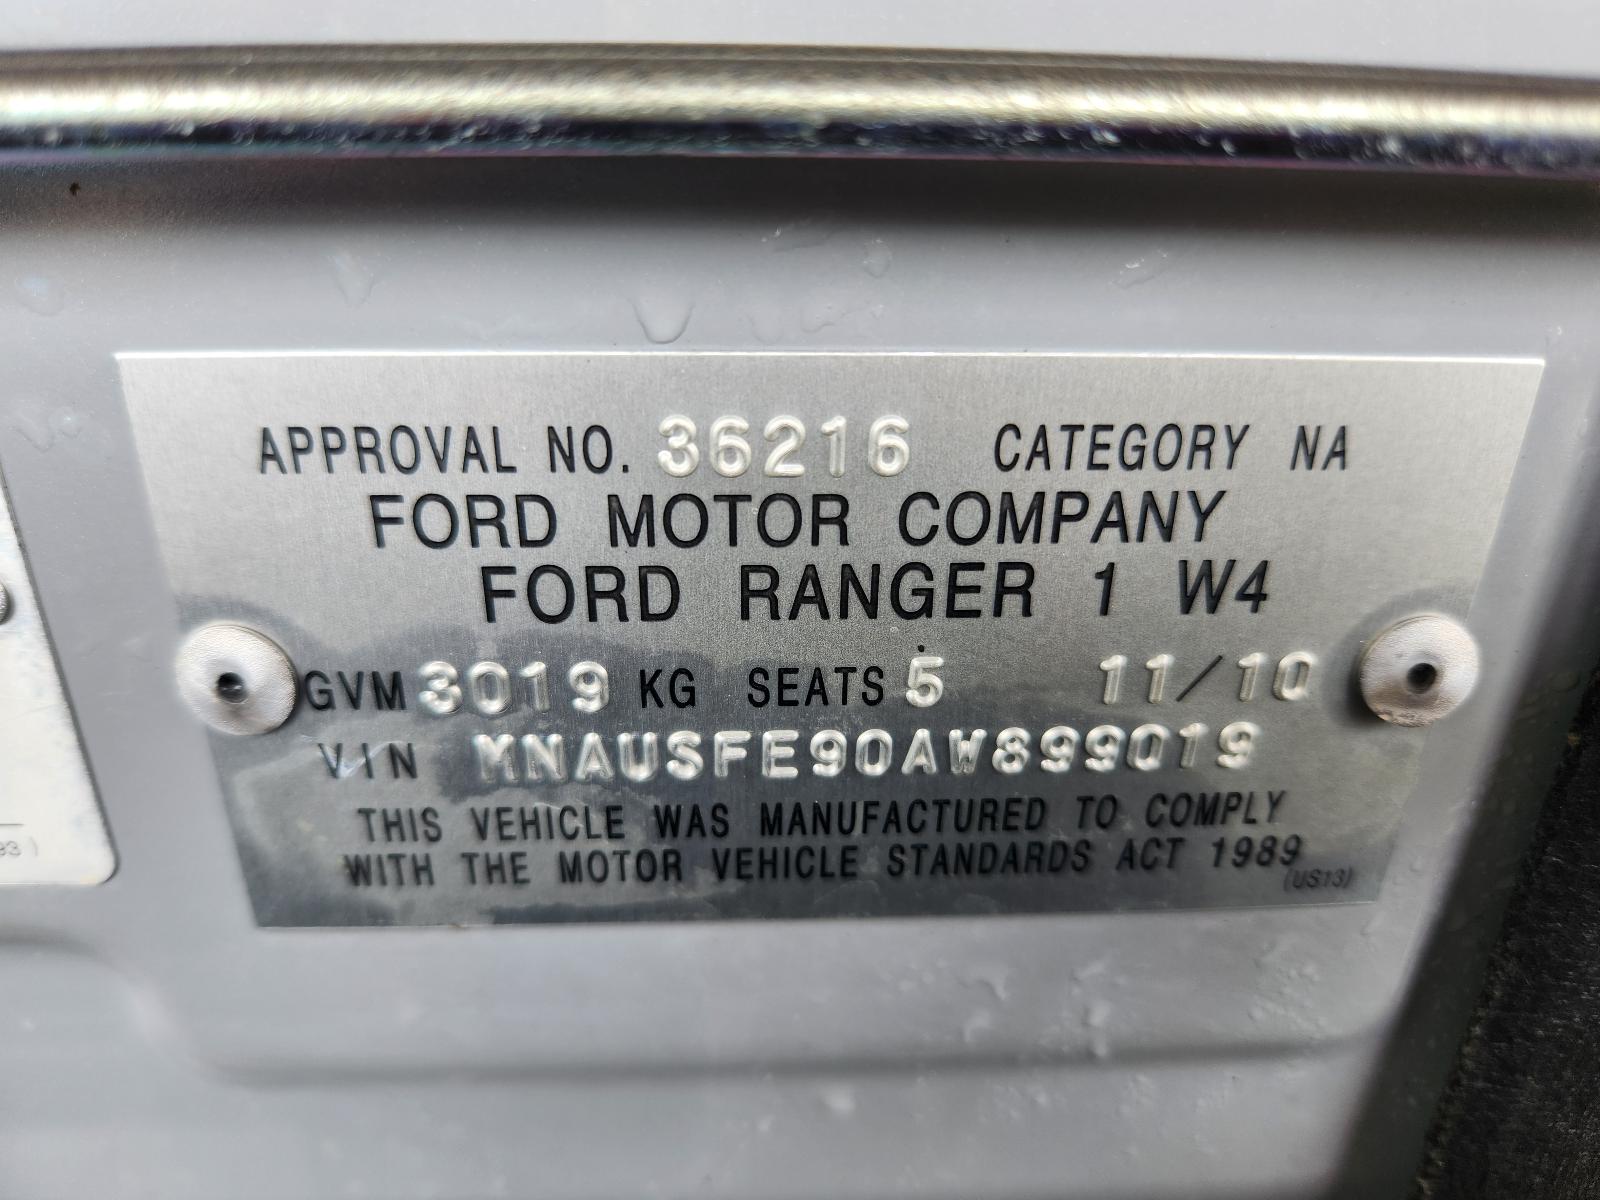 APPROVAL NO. 36216 CATEGORY NA
FORD MOTOR COMPANY
FORD RANGER 1 W4
GVM 3019 KG SEATS 5 11/10
VIN MNAUSFE90AW899019
THIS VEHICLE WAS MANUFACTURED TO COMPLY
WITH THE MOTOR VEHICLE STANDARDS ACT 1989
(US13)
93)